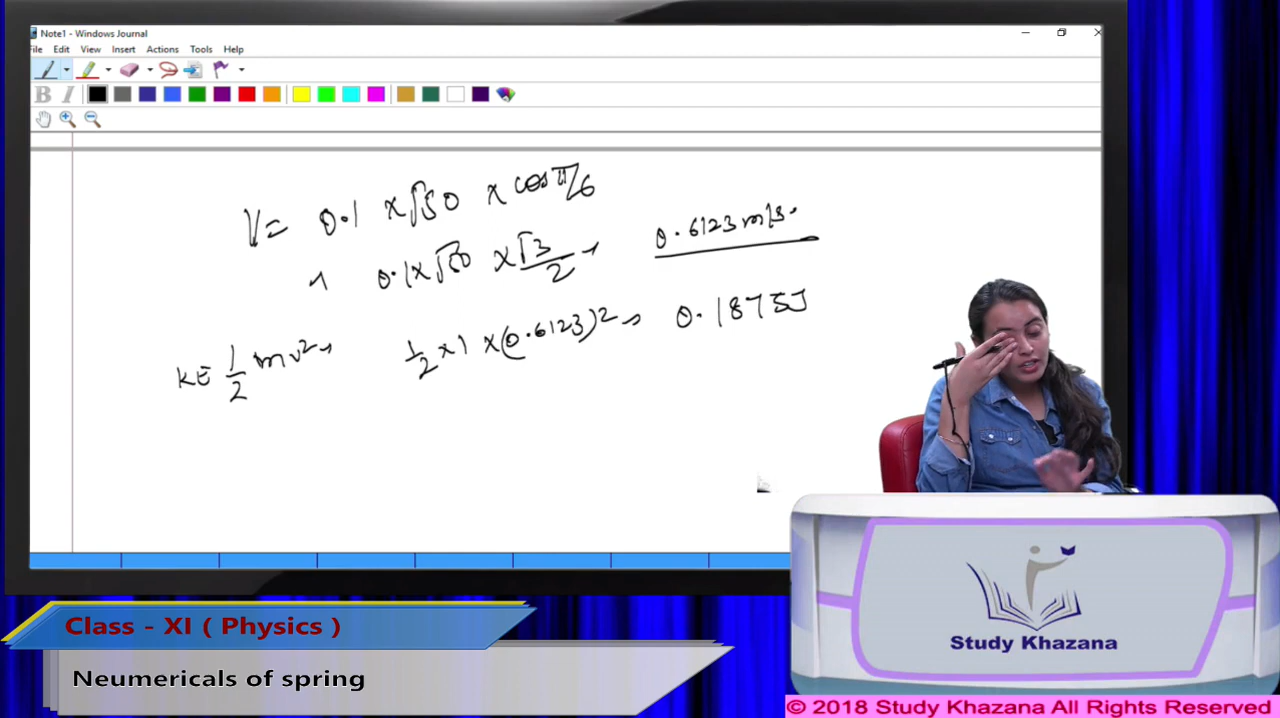 Note1 - Windows Journal
File Edit View Insert Actions Tools Help
B I
V = 0.1 × √50 × cos π/6
0.1 × √50 × √3/2 0.6123 m/s.
KE = 1/2 mv² 1/2 × 1 × (0.6123)² 0.1875J
Study Khazana
Class - XI ( Physics )
Neumericals of spring
© 2018 Study Khazana All Rights Reserved